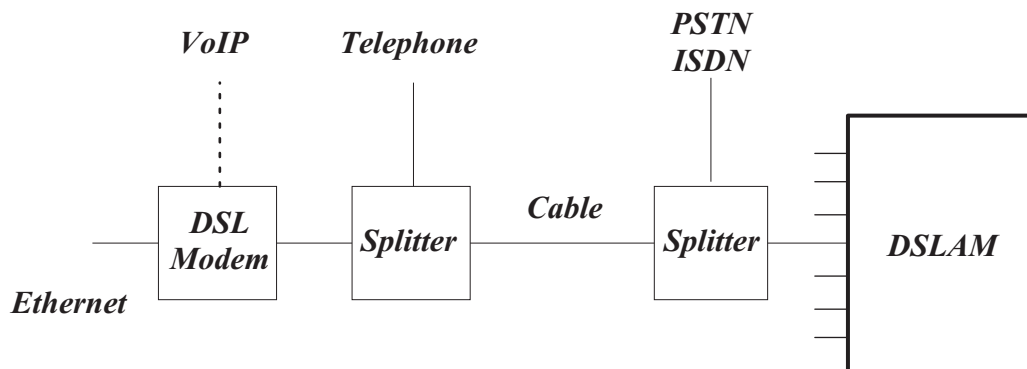 VoIP
Telephone
PSTN
ISDN
DSL
Modem
Splitter
Cable
Splitter
DSLAM
Ethernet